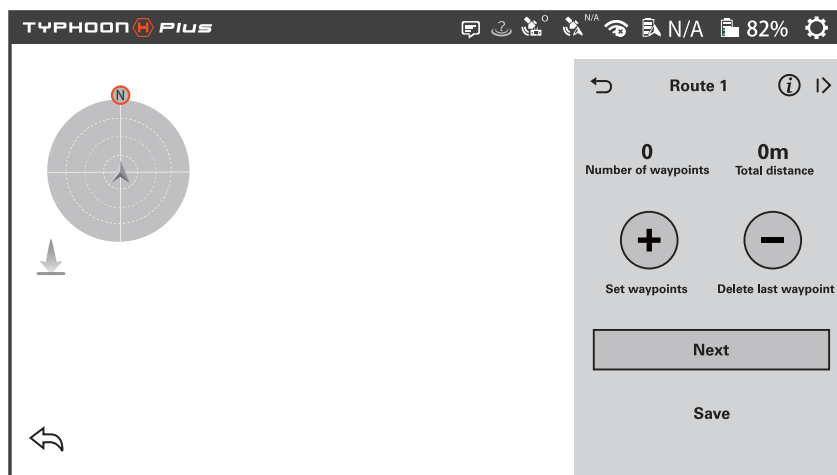 TYPHOON H PLUS
O
N/A
N/A
82%
N
Route 1
i
0
Number of waypoints
0m
Total distance
Set waypoints
Delete last waypoint
Next
Save